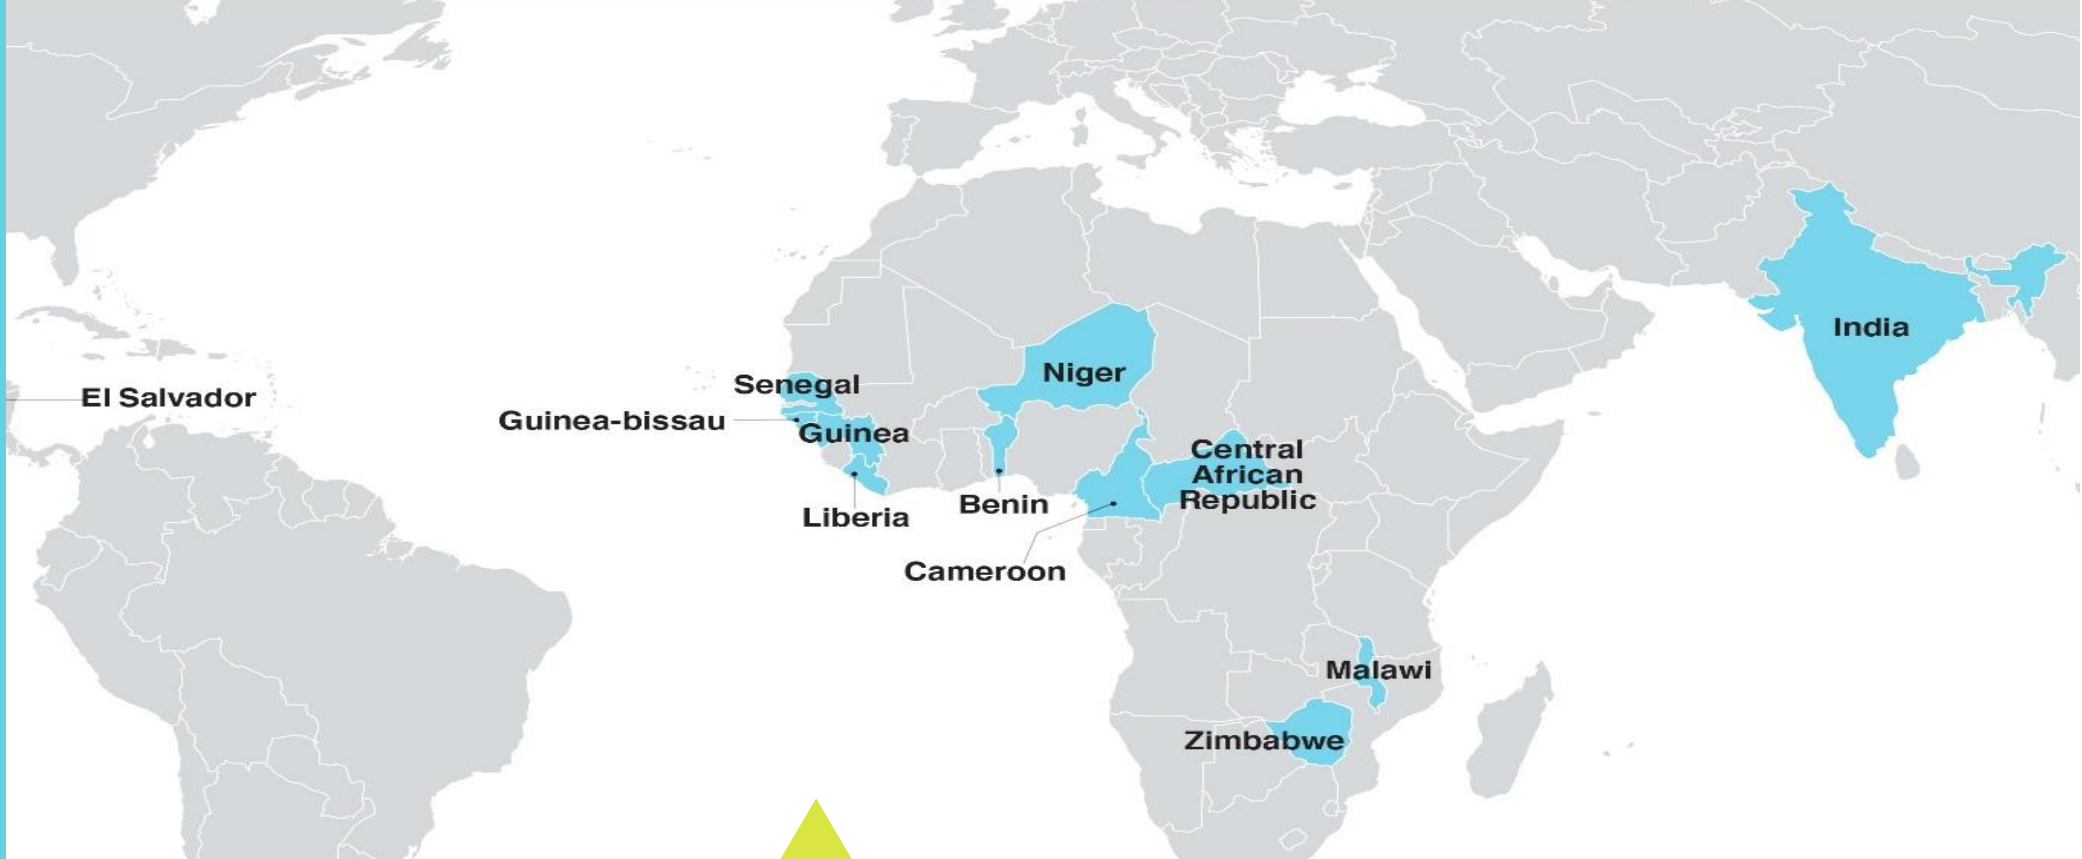 India
Niger
Senegal
El Salvador
Guinea-bissau
Guinea
Central
African
Republic
Benin
Liberia
Cameroon
Malawi
Zimbabwe